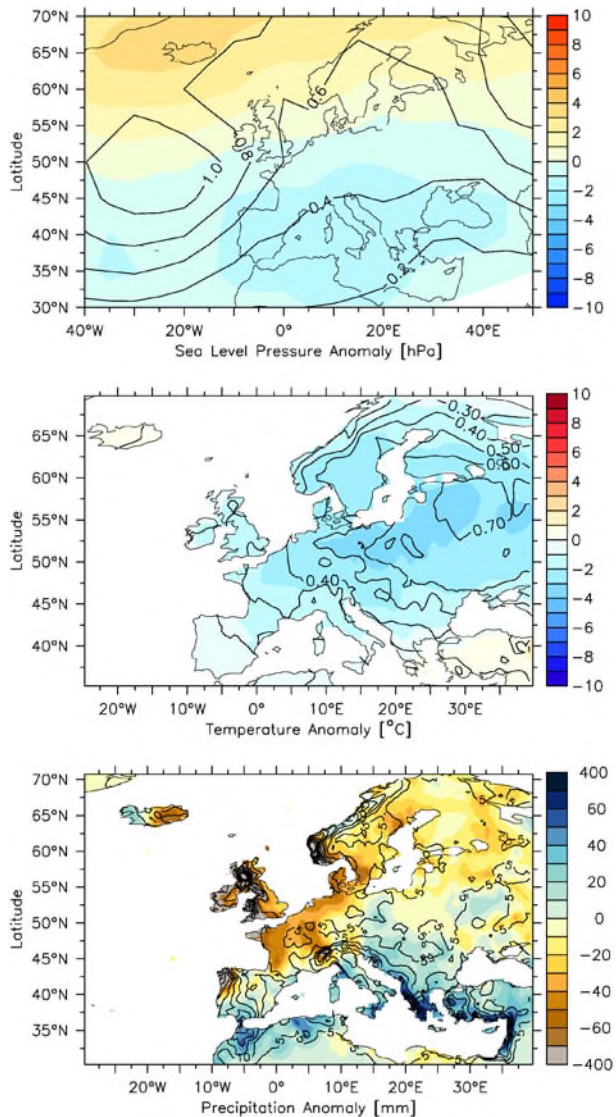 70°N
65°N
60°N
55°N
50°N
45°N
40°N
35°N
30°N
Latitude
0.6
0.8
1.0
0.4
0.2
40°W
20°W
0°
20°E
40°E
Sea Level Pressure Anomaly [hPa]
10
8
6
4
2
0
−2
−4
−6
−8
−10
65°N
60°N
55°N
50°N
45°N
40°N
Latitude
0.30
0.40
0.50
0.60
0.70
0.40
20°W
10°W
0°
10°E
20°E
30°E
Temperature Anomaly [°C]
10
8
6
4
2
0
−2
−4
−6
−8
−10
70°N
65°N
60°N
55°N
50°N
45°N
40°N
35°N
Latitude
20°W
10°W
0°
10°E
20°E
30°E
Precipitation Anomaly [mm]
400
60
40
20
0
−20
−40
−60
−400